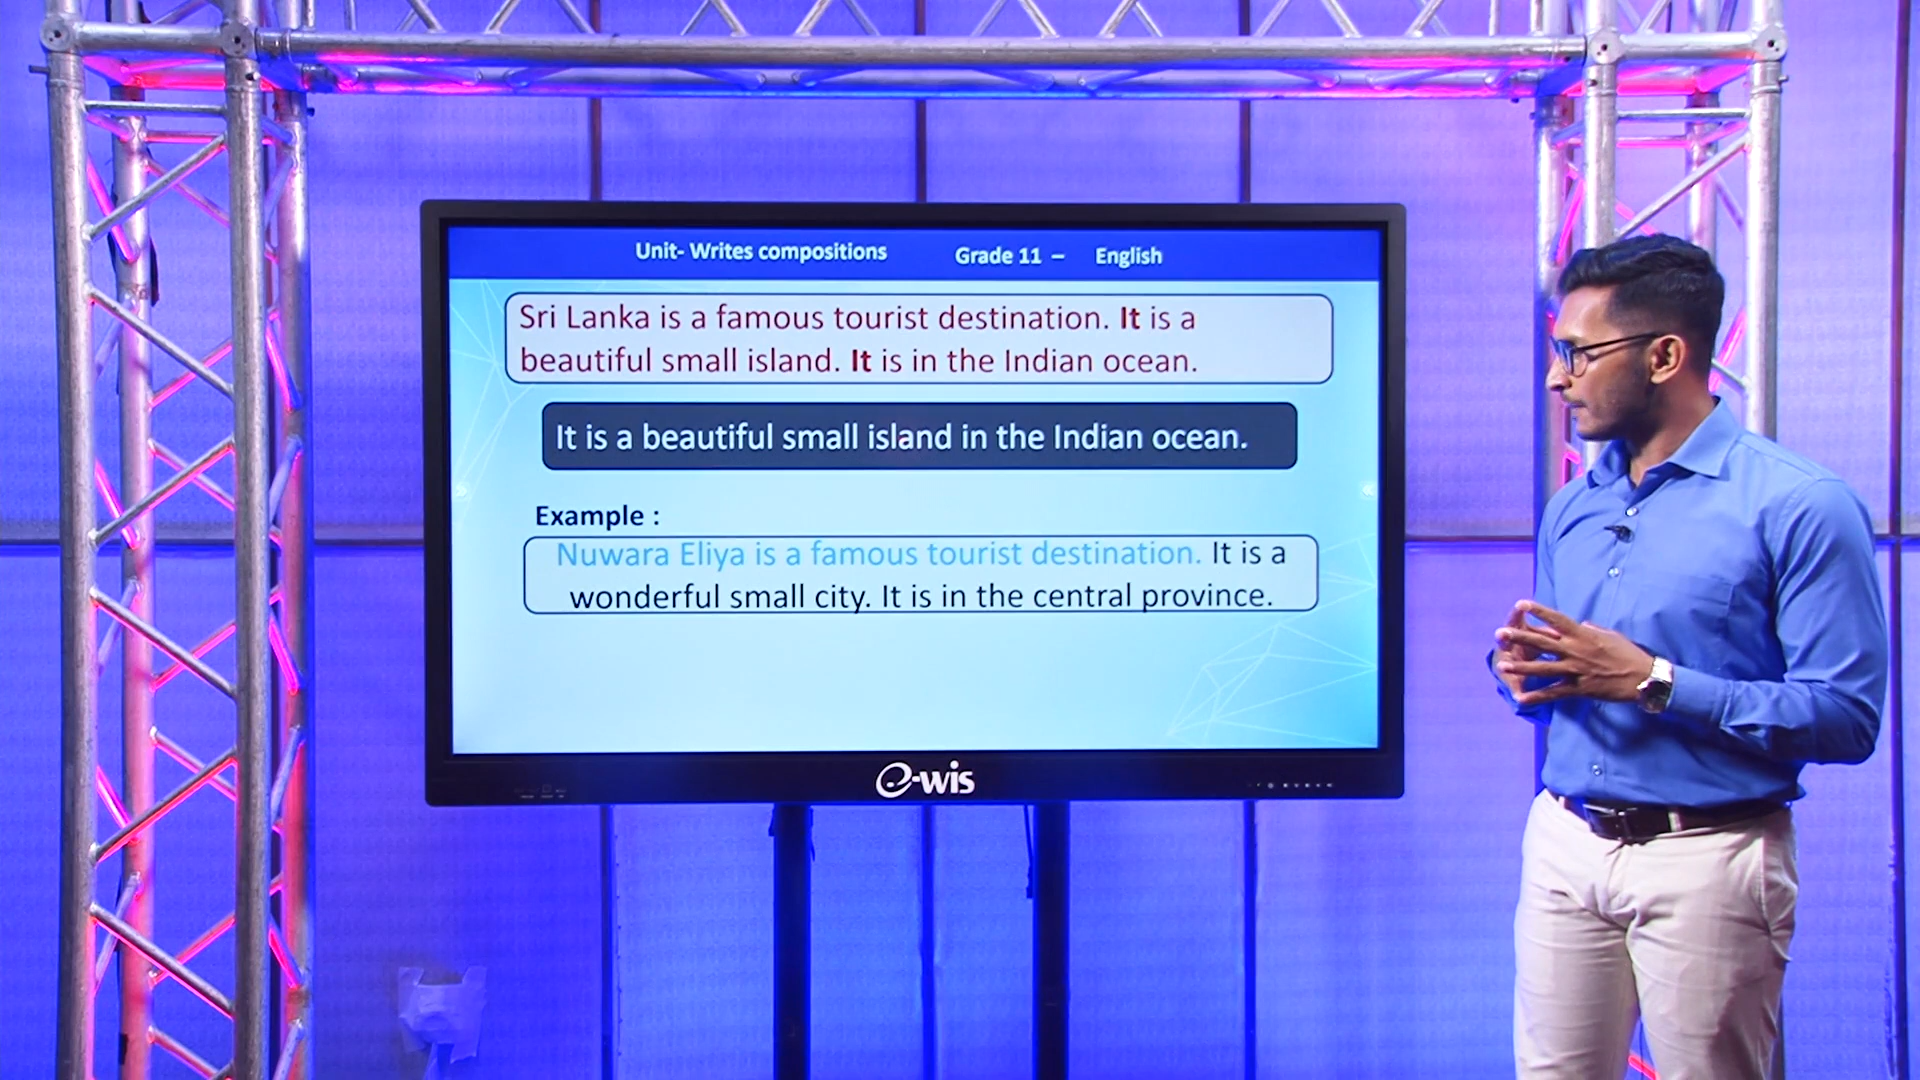 Unit- Writes compositions Grade 11 – English
Sri Lanka is a famous tourist destination. It is a
beautiful small island. It is in the Indian ocean.
It is a beautiful small island in the Indian ocean.
Example :
Nuwara Eliya is a famous tourist destination. It is a
wonderful small city. It is in the central province.
e-wis